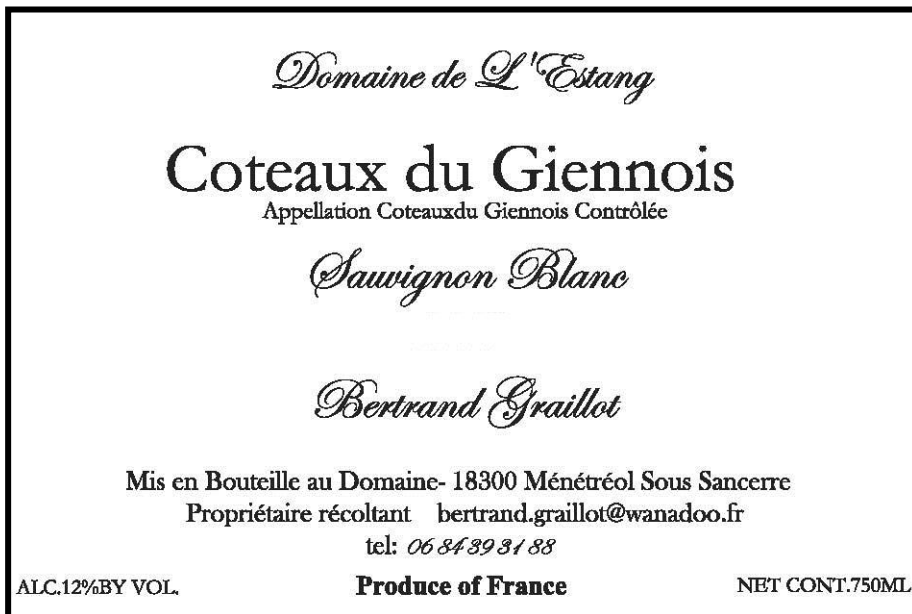 Domaine de L'Estang
Coteaux du Giennois
Appellation Coteauxdu Giennois Contrôlée
Sauvignon Blanc
Bertrand Graillot
Mis en Bouteille au Domaine- 18300 Ménétréol Sous Sancerre
Propriétaire récoltant bertrand.graillot@wanadoo.fr
tel: 06 84 39 31 88
ALC.12%BY VOL. Produce of France NET CONT.750ML